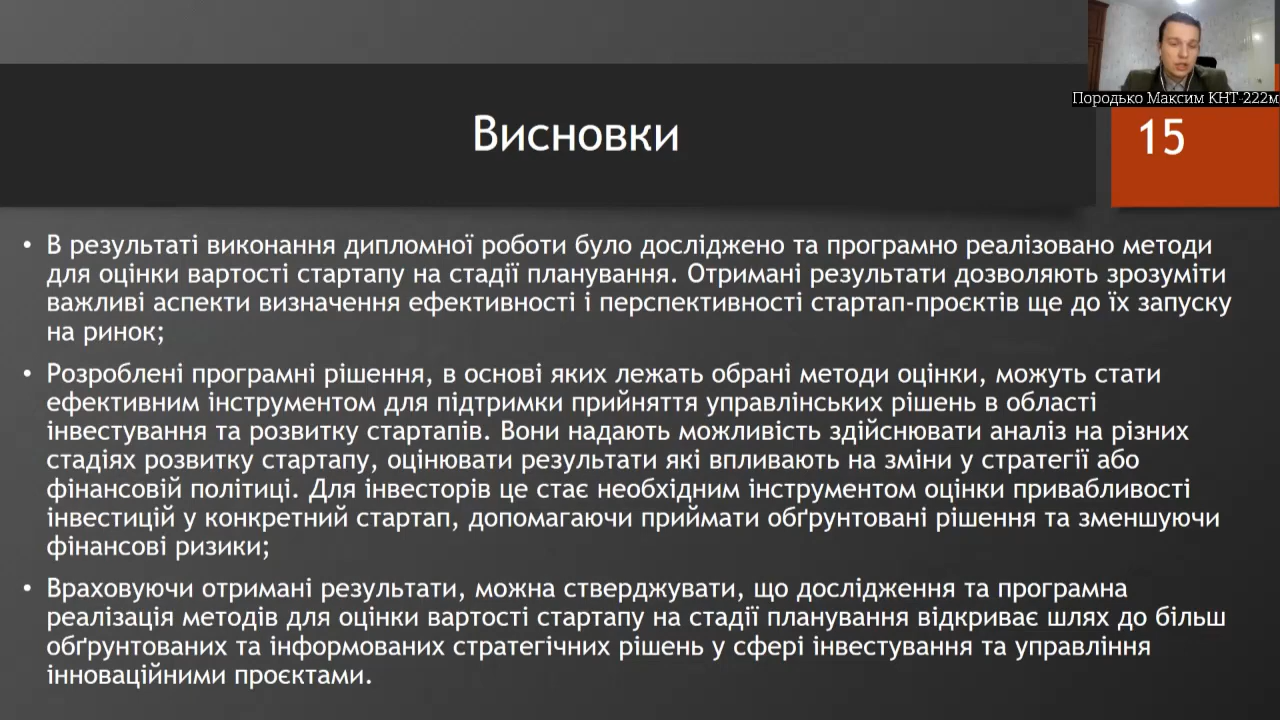 Породько Максим КНТ-222м
Висновки
15
• В результаті виконання дипломної роботи було досліджено та програмно реалізовано методи
для оцінки вартості стартапу на стадії планування. Отримані результати дозволяють зрозуміти
важливі аспекти визначення ефективності і перспективності стартап-проєктів ще до їх запуску
на ринок;
• Розроблені програмні рішення, в основі яких лежать обрані методи оцінки, можуть стати
ефективним інструментом для підтримки прийняття управлінських рішень в області
інвестування та розвитку стартапів. Вони надають можливість здійснювати аналіз на різних
стадіях розвитку стартапу, оцінювати результати які впливають на зміни у стратегії або
фінансовій політиці. Для інвесторів це стає необхідним інструментом оцінки привабливості
інвестицій у конкретний стартап, допомагаючи приймати обґрунтовані рішення та зменшуючи
фінансові ризики;
• Враховуючи отримані результати, можна стверджувати, що дослідження та програмна
реалізація методів для оцінки вартості стартапу на стадії планування відкриває шлях до більш
обґрунтованих та інформованих стратегічних рішень у сфері інвестування та управління
інноваційними проєктами.